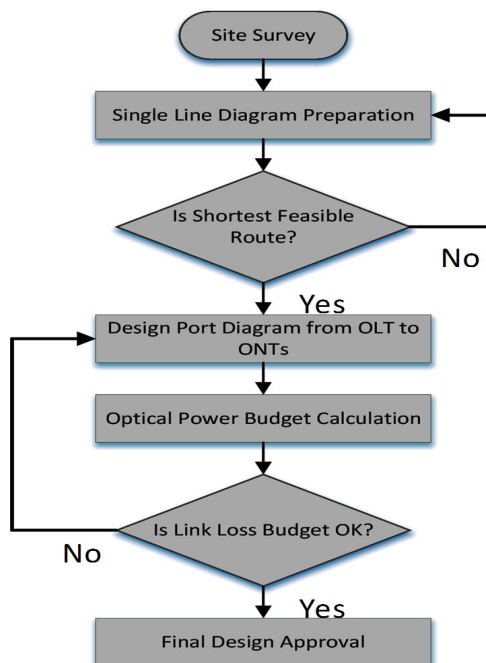 Site Survey
Single Line Diagram Preparation
Is Shortest Feasible
Route?
No
Yes
Design Port Diagram from OLT to
ONTs
Optical Power Budget Calculation
Is Link Loss Budget OK?
No
Yes
Final Design Approval